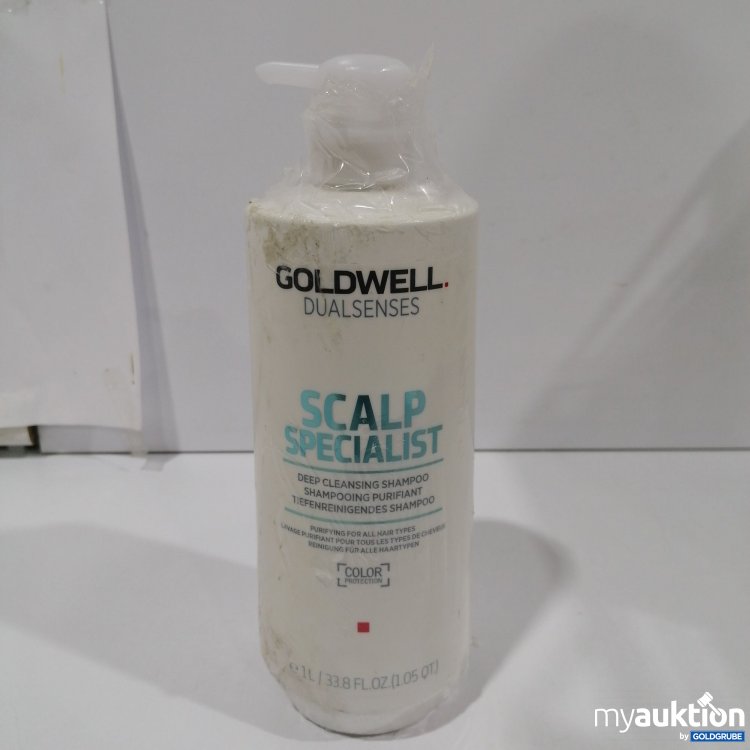 GOLDWELL.
DUALSENSES
SCALP
SPECIALIST
DEEP CLEANSING SHAMPOO
SHAMPOOING PURIFIANT
TIEFENREINIGENDES SHAMPOO
PURIFYING FOR ALL HAIR TYPES
LAVAGE PURIFIANT POUR TOUS LES TYPES DE CHEVEUX
REINIGUNG FÜR ALLE HAARTYPEN
COLOR
PROTECTION
e 1 L / 33.8 FL.OZ.(1.05 QT)
myauktion
by GOLDGRUBE